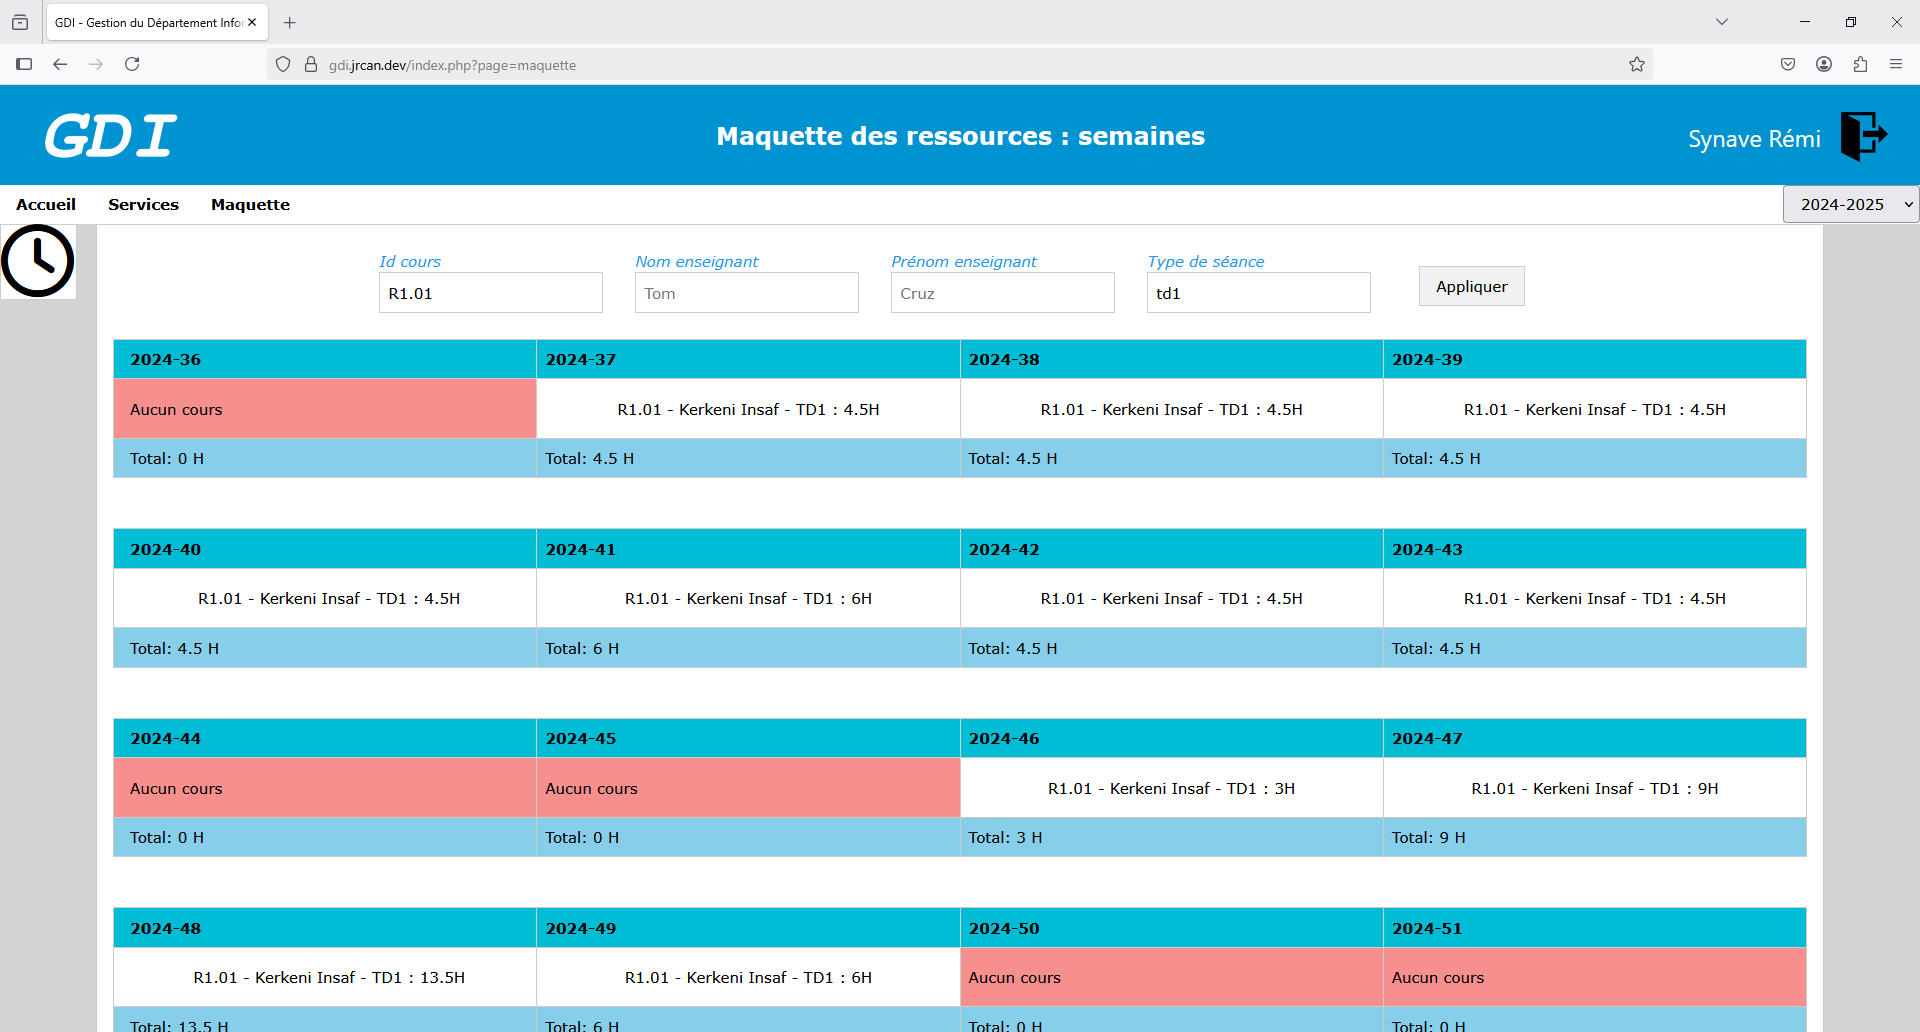 GDI - Gestion du Département Infor
gdi.jrcan.dev/index.php?page=maquette
GDI
Maquette des ressources : semaines
Synave Rémi
Accueil Services Maquette
2024-2025
Id cours Nom enseignant Prénom enseignant Type de séance
R1.01 Tom Cruz td1 Appliquer
2024-36 2024-37 2024-38 2024-39
Aucun cours R1.01 - Kerkeni Insaf - TD1 : 4.5H R1.01 - Kerkeni Insaf - TD1 : 4.5H R1.01 - Kerkeni Insaf - TD1 : 4.5H
Total: 0 H Total: 4.5 H Total: 4.5 H Total: 4.5 H
2024-40 2024-41 2024-42 2024-43
R1.01 - Kerkeni Insaf - TD1 : 4.5H R1.01 - Kerkeni Insaf - TD1 : 6H R1.01 - Kerkeni Insaf - TD1 : 4.5H R1.01 - Kerkeni Insaf - TD1 : 4.5H
Total: 4.5 H Total: 6 H Total: 4.5 H Total: 4.5 H
2024-44 2024-45 2024-46 2024-47
Aucun cours Aucun cours R1.01 - Kerkeni Insaf - TD1 : 3H R1.01 - Kerkeni Insaf - TD1 : 9H
Total: 0 H Total: 0 H Total: 3 H Total: 9 H
2024-48 2024-49 2024-50 2024-51
R1.01 - Kerkeni Insaf - TD1 : 13.5H R1.01 - Kerkeni Insaf - TD1 : 6H Aucun cours Aucun cours
Total: 13.5 H Total: 6 H Total: 0 H Total: 0 H